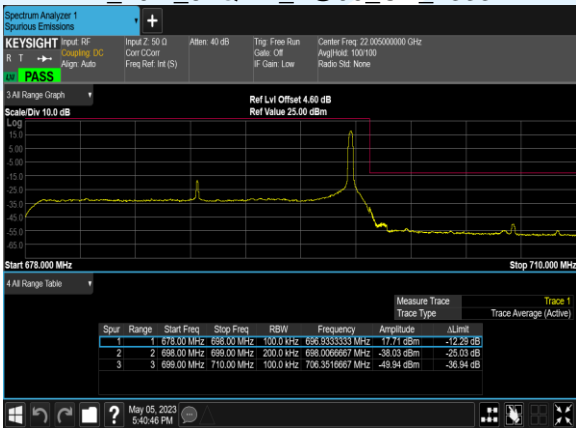 Spectrum Analyzer 1
Spurious Emissions
KEYSIGHT Input: RF Input Z: 50 Ω Atten: 40 dB Trig: Free Run Center Freq: 22.005000000 GHz
R T Coupling: DC Corr CCorr Gate: Off Avg|Hold: 100/100
Align: Auto Freq Ref: Int (S) IF Gain: Low Radio Std: None
PASS
3 All Range Graph
Ref Lvl Offset 4.60 dB
Scale/Div 10.0 dB Ref Value 25.00 dBm
Log
15.0
5.00
-5.00
-15.0
-25.0
-35.0
-45.0
-55.0
-65.0
Start 678.000 MHz Stop 710.000 MHz
4 All Range Table
Measure Trace Trace 1
Trace Type Trace Average (Active)
Spur Range Start Freq Stop Freq RBW Frequency Amplitude ΔLimit
1 1 678.00 MHz 698.00 MHz 100.0 kHz 696.9333333 MHz 17.71 dBm -12.29 dB
2 2 698.00 MHz 699.00 MHz 200.0 kHz 698.0066667 MHz -38.03 dBm -25.03 dB
3 3 699.00 MHz 710.00 MHz 100.0 kHz 706.3516667 MHz -49.94 dBm -36.94 dB
May 05, 2023
5:40:46 PM